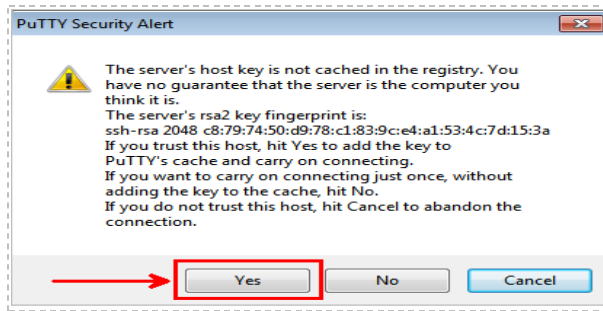 PuTTY Security Alert
The server's host key is not cached in the registry. You
have no guarantee that the server is the computer you
think it is.
The server's rsa2 key fingerprint is:
ssh-rsa 2048 c8:79:74:50:d9:78:c1:83:9c:e4:a1:53:4c:7d:15:3a
If you trust this host, hit Yes to add the key to
PuTTY's cache and carry on connecting.
If you want to carry on connecting just once, without
adding the key to the cache, hit No.
If you do not trust this host, hit Cancel to abandon the
connection.
Yes No Cancel